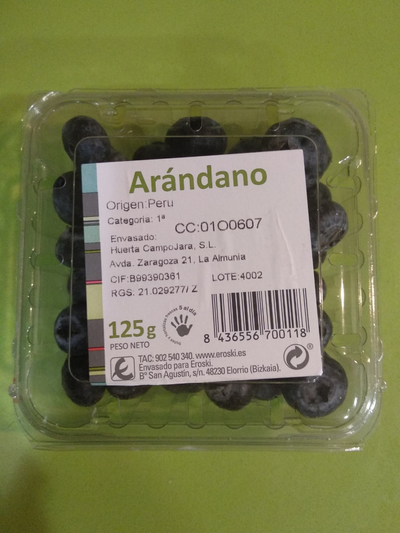 Arándano
Origen:Peru
Categoria: 1ª
CC:01O0607
Envasado:
Huerta CampoJara, S.L.
Avda. Zaragoza 21, La Almunia
CIF:B99390361 LOTE:4002
RGS: 21.029277/ Z
125g
PESO NETO
8 436556 700118
TAC: 902 540 340. www.eroski.es
Envasado para Eroski.
Bº San Agustín, s/n. 48230 Elorrio (Bizkaia).